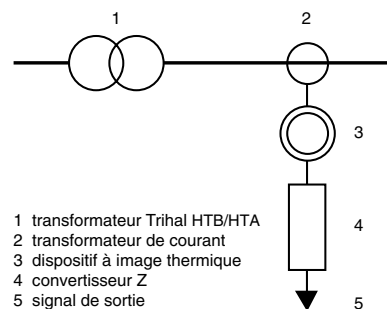 1
2
3
4
5
1 transformateur Trihal HTB/HTA
2 transformateur de courant
3 dispositif à image thermique
4 convertisseur Z
5 signal de sortie